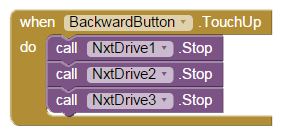 when BackwardButton .TouchUp
do call NxtDrive1 .Stop
call NxtDrive2 .Stop
call NxtDrive3 .Stop